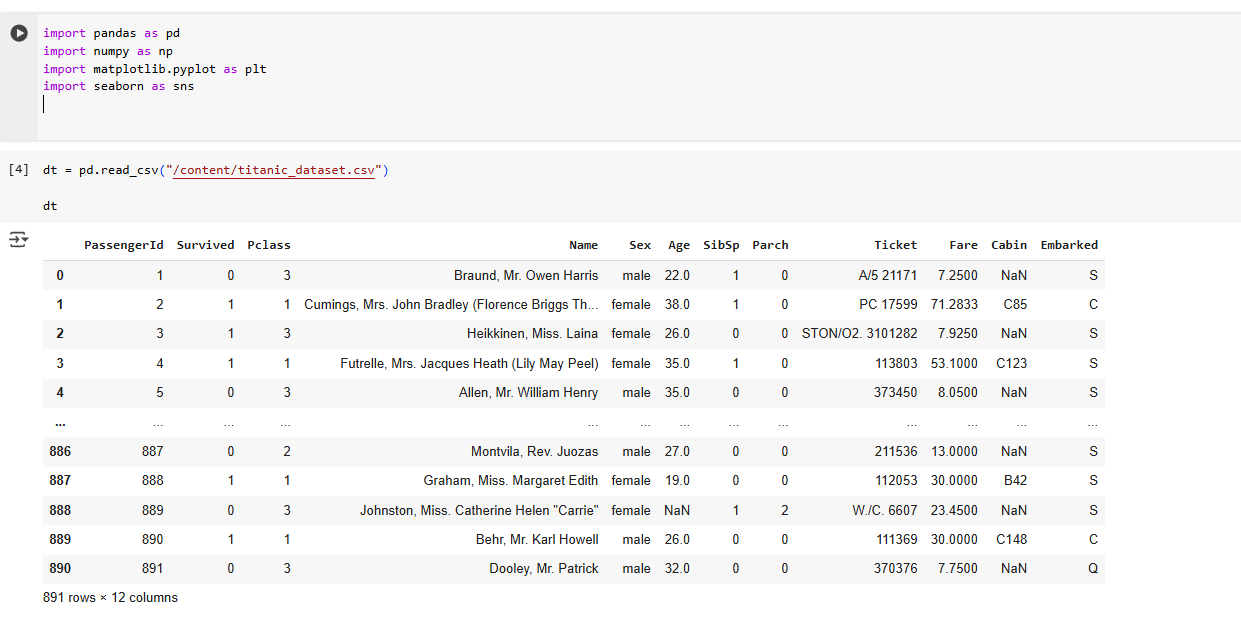 import pandas as pd
import numpy as np
import matplotlib.pyplot as plt
import seaborn as sns
[4] dt = pd.read_csv("/content/titanic_dataset.csv")
dt
PassengerId Survived Pclass Name Sex Age SibSp Parch Ticket Fare Cabin Embarked
0 1 0 3 Braund, Mr. Owen Harris male 22.0 1 0 A/5 21171 7.2500 NaN S
1 2 1 1 Cumings, Mrs. John Bradley (Florence Briggs Th... female 38.0 1 0 PC 17599 71.2833 C85 C
2 3 1 3 Heikkinen, Miss. Laina female 26.0 0 0 STON/O2. 3101282 7.9250 NaN S
3 4 1 1 Futrelle, Mrs. Jacques Heath (Lily May Peel) female 35.0 1 0 113803 53.1000 C123 S
4 5 0 3 Allen, Mr. William Henry male 35.0 0 0 373450 8.0500 NaN S
... ... ... ... ... ... ... ... ... ... ... ... ...
886 887 0 2 Montvila, Rev. Juozas male 27.0 0 0 211536 13.0000 NaN S
887 888 1 1 Graham, Miss. Margaret Edith female 19.0 0 0 112053 30.0000 B42 S
888 889 0 3 Johnston, Miss. Catherine Helen "Carrie" female NaN 1 2 W./C. 6607 23.4500 NaN S
889 890 1 1 Behr, Mr. Karl Howell male 26.0 0 0 111369 30.0000 C148 C
890 891 0 3 Dooley, Mr. Patrick male 32.0 0 0 370376 7.7500 NaN Q
891 rows × 12 columns